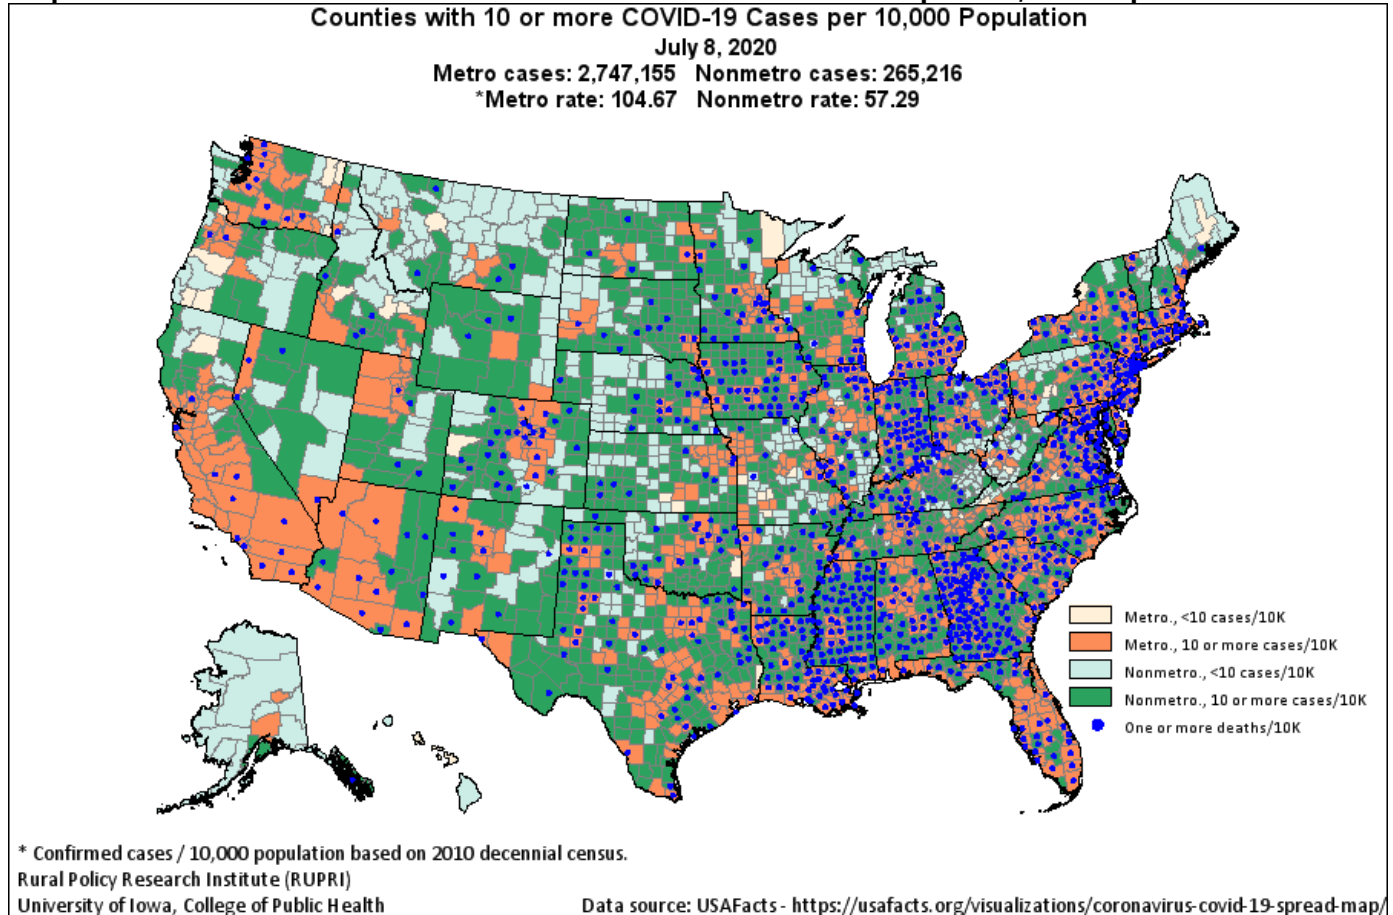 Counties with 10 or more COVID-19 Cases per 10,000 Population
July 8, 2020
Metro cases: 2,747,155 Nonmetro cases: 265,216
*Metro rate: 104.67 Nonmetro rate: 57.29
Metro., <10 cases/10K
Metro., 10 or more cases/10K
Nonmetro., <10 cases/10K
Nonmetro., 10 or more cases/10K
One or more deaths/10K
* Confirmed cases / 10,000 population based on 2010 decennial census.
Rural Policy Research Institute (RUPRI)
University of Iowa, College of Public Health
Data source: USAFacts - https://usafacts.org/visualizations/coronavirus-covid-19-spread-map/